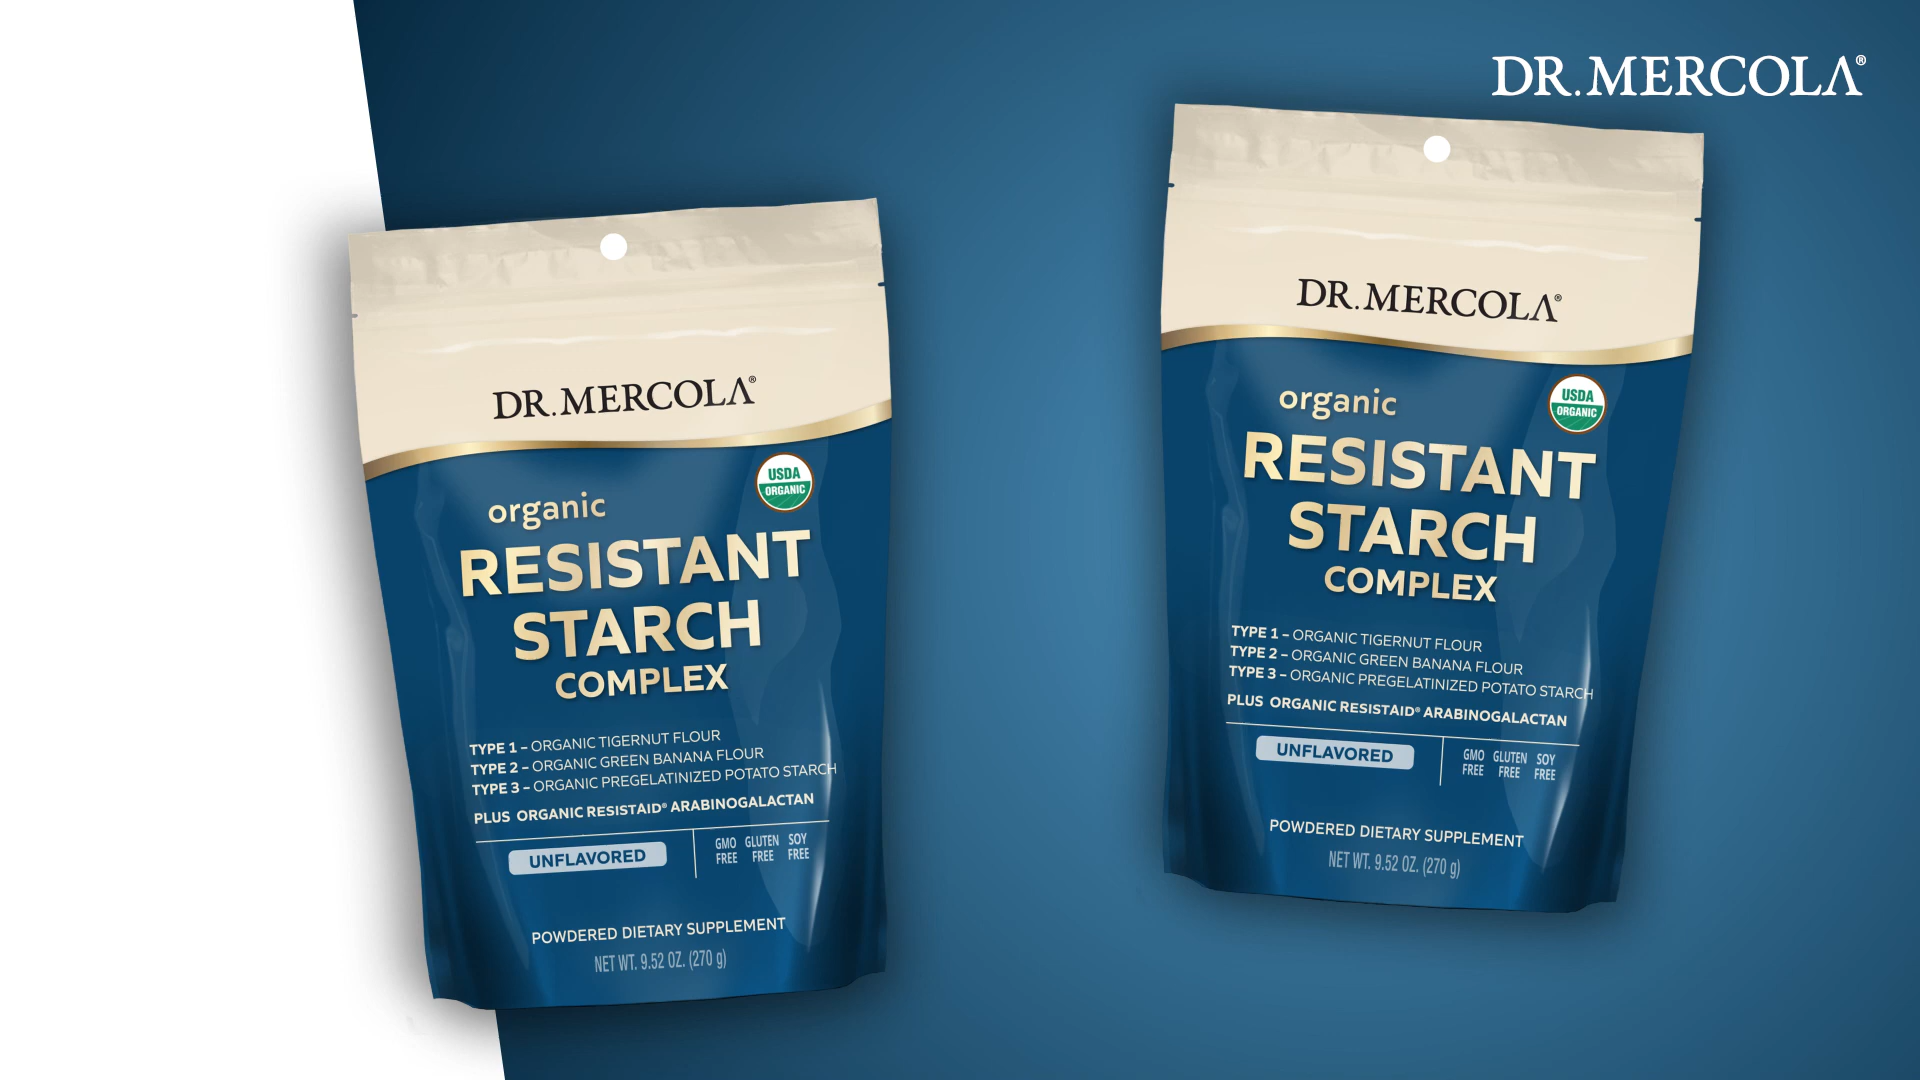 DR. MERCOLA®
DR. MERCOLA®
organic
USDA
ORGANIC
RESISTANT
STARCH
COMPLEX
TYPE 1 – ORGANIC TIGERNUT FLOUR
TYPE 2 – ORGANIC GREEN BANANA FLOUR
TYPE 3 – ORGANIC PREGELATINIZED POTATO STARCH
PLUS ORGANIC RESISTAID® ARABINOGALACTAN
UNFLAVORED
GMO GLUTEN SOY
FREE FREE FREE
POWDERED DIETARY SUPPLEMENT
NET WT. 9.52 OZ. (270 g)
DR. MERCOLA®
organic
USDA
ORGANIC
RESISTANT
STARCH
COMPLEX
TYPE 1 – ORGANIC TIGERNUT FLOUR
TYPE 2 – ORGANIC GREEN BANANA FLOUR
TYPE 3 – ORGANIC PREGELATINIZED POTATO STARCH
PLUS ORGANIC RESISTAID® ARABINOGALACTAN
UNFLAVORED
GMO GLUTEN SOY
FREE FREE FREE
POWDERED DIETARY SUPPLEMENT
NET WT. 9.52 OZ. (270 g)